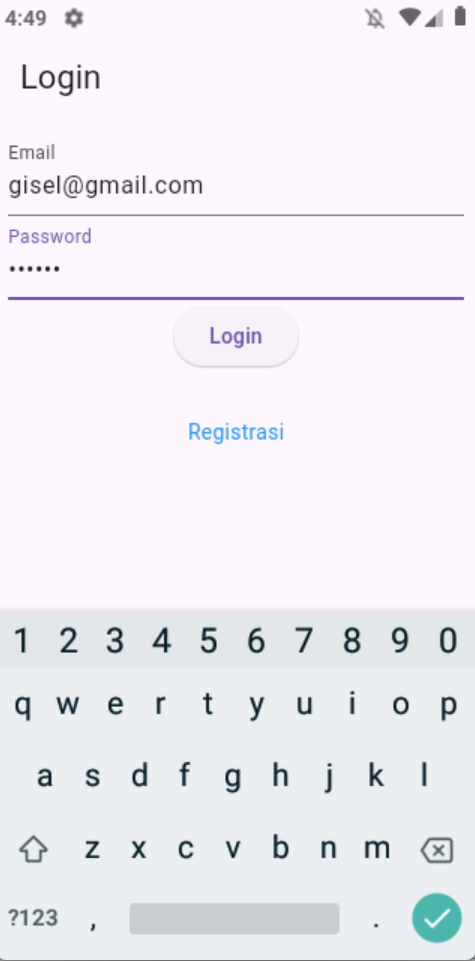 4:49
Login
Email
gisel@gmail.com
Password
••••••
Login
Registrasi
1 2 3 4 5 6 7 8 9 0
q w e r t y u i o p
a s d f g h j k l
z x c v b n m
?123 , .